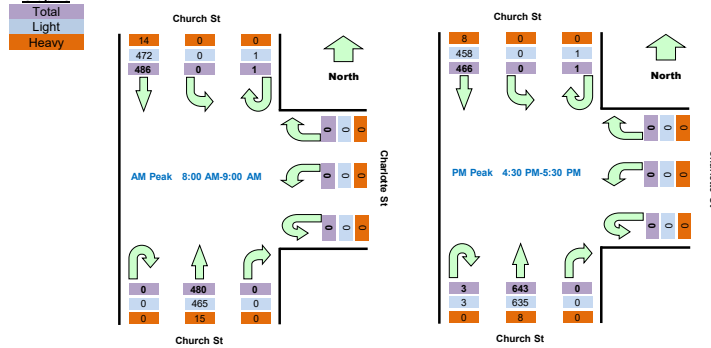 Total
Light
Heavy
Church St
14 0 0
472 0 1
486 0 1
North
0 0 0
AM Peak 8:00 AM-9:00 AM
0 0 0
Charlotte St
0 0 0
0 480 0
0 465 0
0 15 0
Church St
Church St
8 0 0
458 0 1
466 0 1
North
0 0 0
PM Peak 4:30 PM-5:30 PM
0 0 0
0 0 0
3 643 0
3 635 0
0 8 0
Church St